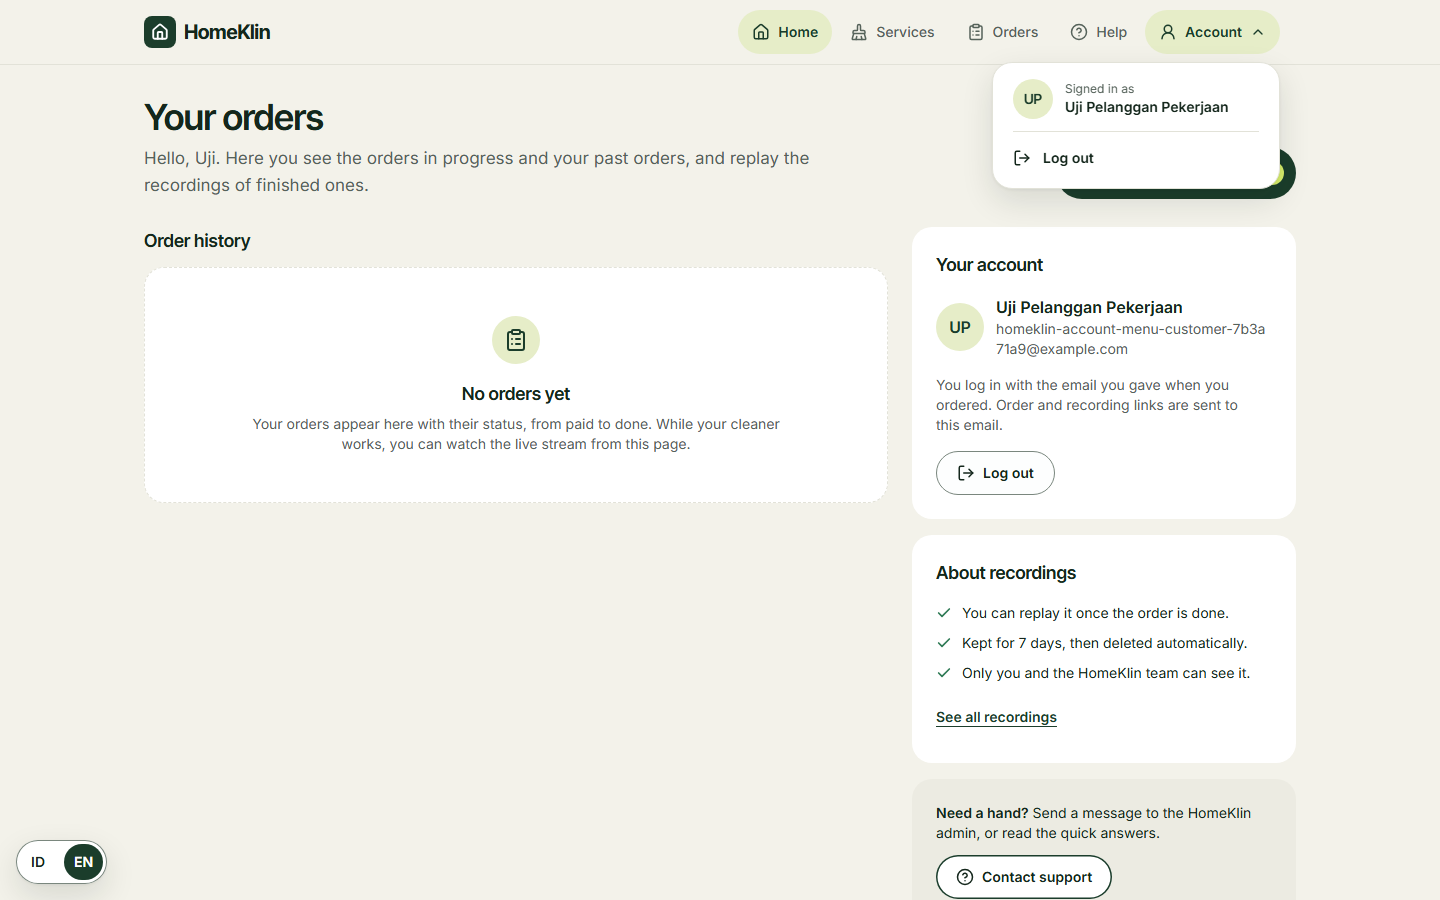 HomeKlin
Home
Services
Orders
Help
Account
UP
Signed in as
Uji Pelanggan Pekerjaan
Log out
Your orders
Hello, Uji. Here you see the orders in progress and your past orders, and replay the
recordings of finished ones.
Order history
No orders yet
Your orders appear here with their status, from paid to done. While your cleaner
works, you can watch the live stream from this page.
Your account
UP
Uji Pelanggan Pekerjaan
homeklin-account-menu-customer-7b3a
71a9@example.com
You log in with the email you gave when you
ordered. Order and recording links are sent to
this email.
Log out
About recordings
You can replay it once the order is done.
Kept for 7 days, then deleted automatically.
Only you and the HomeKlin team can see it.
See all recordings
Need a hand? Send a message to the HomeKlin
admin, or read the quick answers.
Contact support
ID
EN